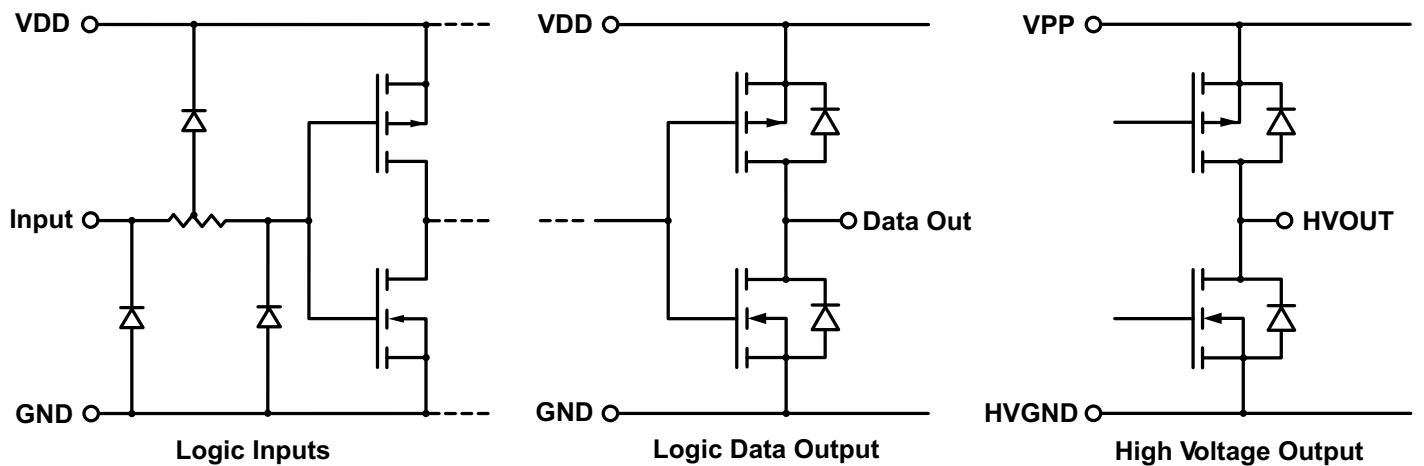 VDD
Input
GND
Logic Inputs
VDD
Data Out
GND
Logic Data Output
VPP
HVOUT
HVGND
High Voltage Output